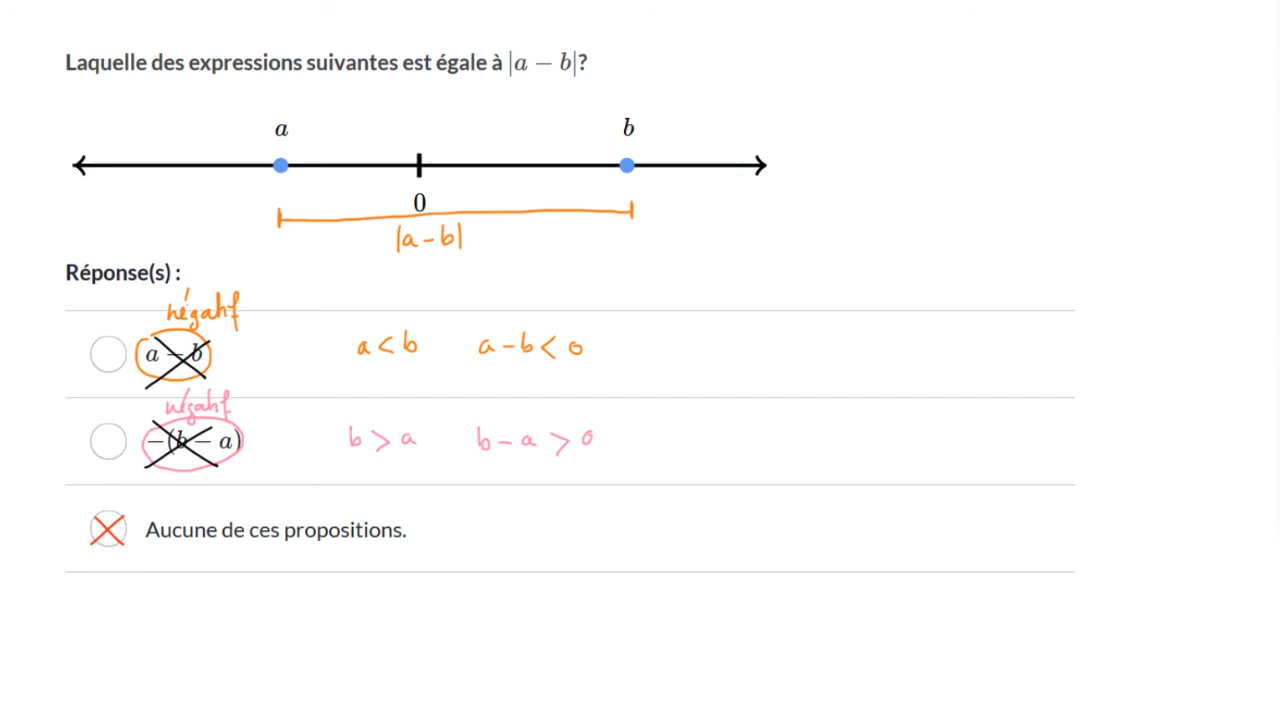 Laquelle des expressions suivantes est égale à |a − b|?
a b
0
|a - b|
Réponse(s) :
négatif
a − b a < b a - b < 0
négatif
−(b − a) b > a b - a > 0
Aucune de ces propositions.